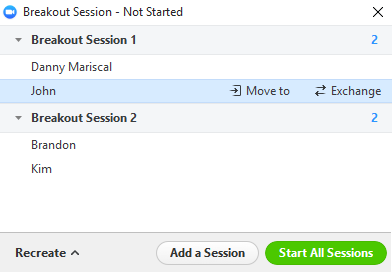 Breakout Session - Not Started
Breakout Session 1 2
Danny Mariscal
John Move to Exchange
Breakout Session 2 2
Brandon
Kim
Recreate Add a Session Start All Sessions